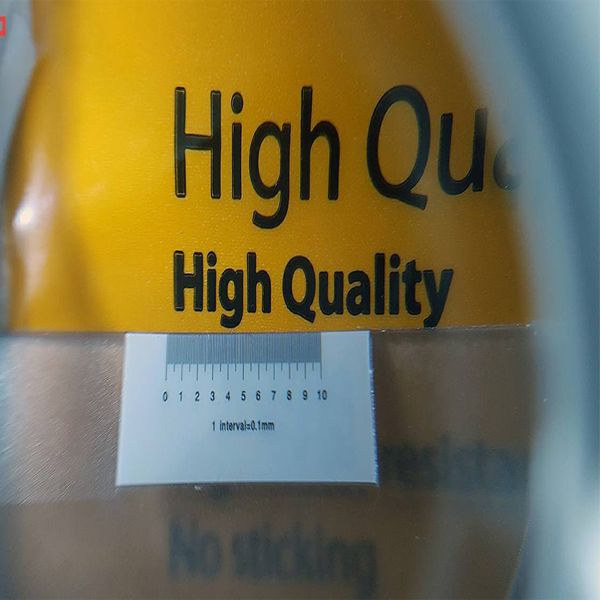 High Qua
High Quality
0 1 2 3 4 5 6 7 8 9 10
1 interval=0.1mm
No sticking